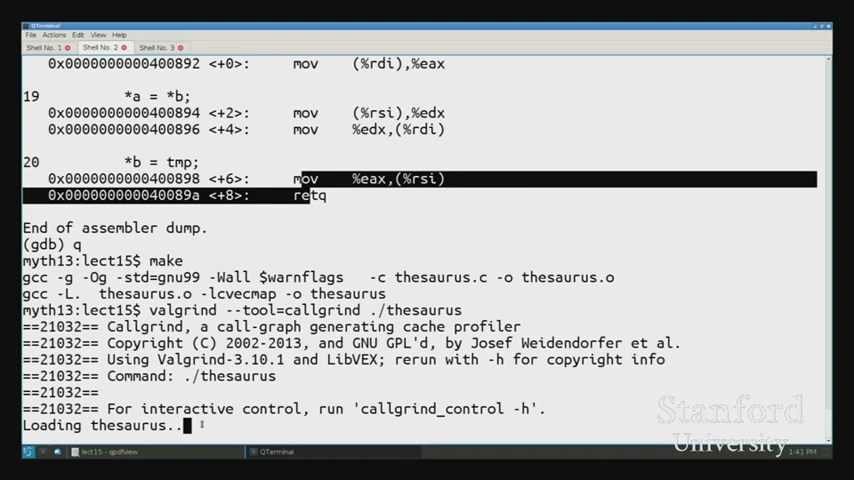 QTerminal
File Actions Edit View Help
Shell No. 1 Shell No. 2 Shell No. 3
0x0000000000400892 <+0>: mov (%rdi),%eax
19 *a = *b;
0x0000000000400894 <+2>: mov (%rsi),%edx
0x0000000000400896 <+4>: mov %edx,(%rdi)
20 *b = tmp;
0x0000000000400898 <+6>: mov %eax,(%rsi)
0x000000000040089a <+8>: retq
End of assembler dump.
(gdb) q
myth13:lect15$ make
gcc -g -Og -std=gnu99 -Wall $warnflags -c thesaurus.c -o thesaurus.o
gcc -L. thesaurus.o -lcvecmap -o thesaurus
myth13:lect15$ valgrind --tool=callgrind ./thesaurus
==21032== Callgrind, a call-graph generating cache profiler
==21032== Copyright (C) 2002-2013, and GNU GPL'd, by Josef Weidendorfer et al.
==21032== Using Valgrind-3.10.1 and LibVEX; rerun with -h for copyright info
==21032== Command: ./thesaurus
==21032==
==21032== For interactive control, run 'callgrind_control -h'.
Loading thesaurus..
Stanford
University
lect15 - qpdfview QTerminal 1:41 PM